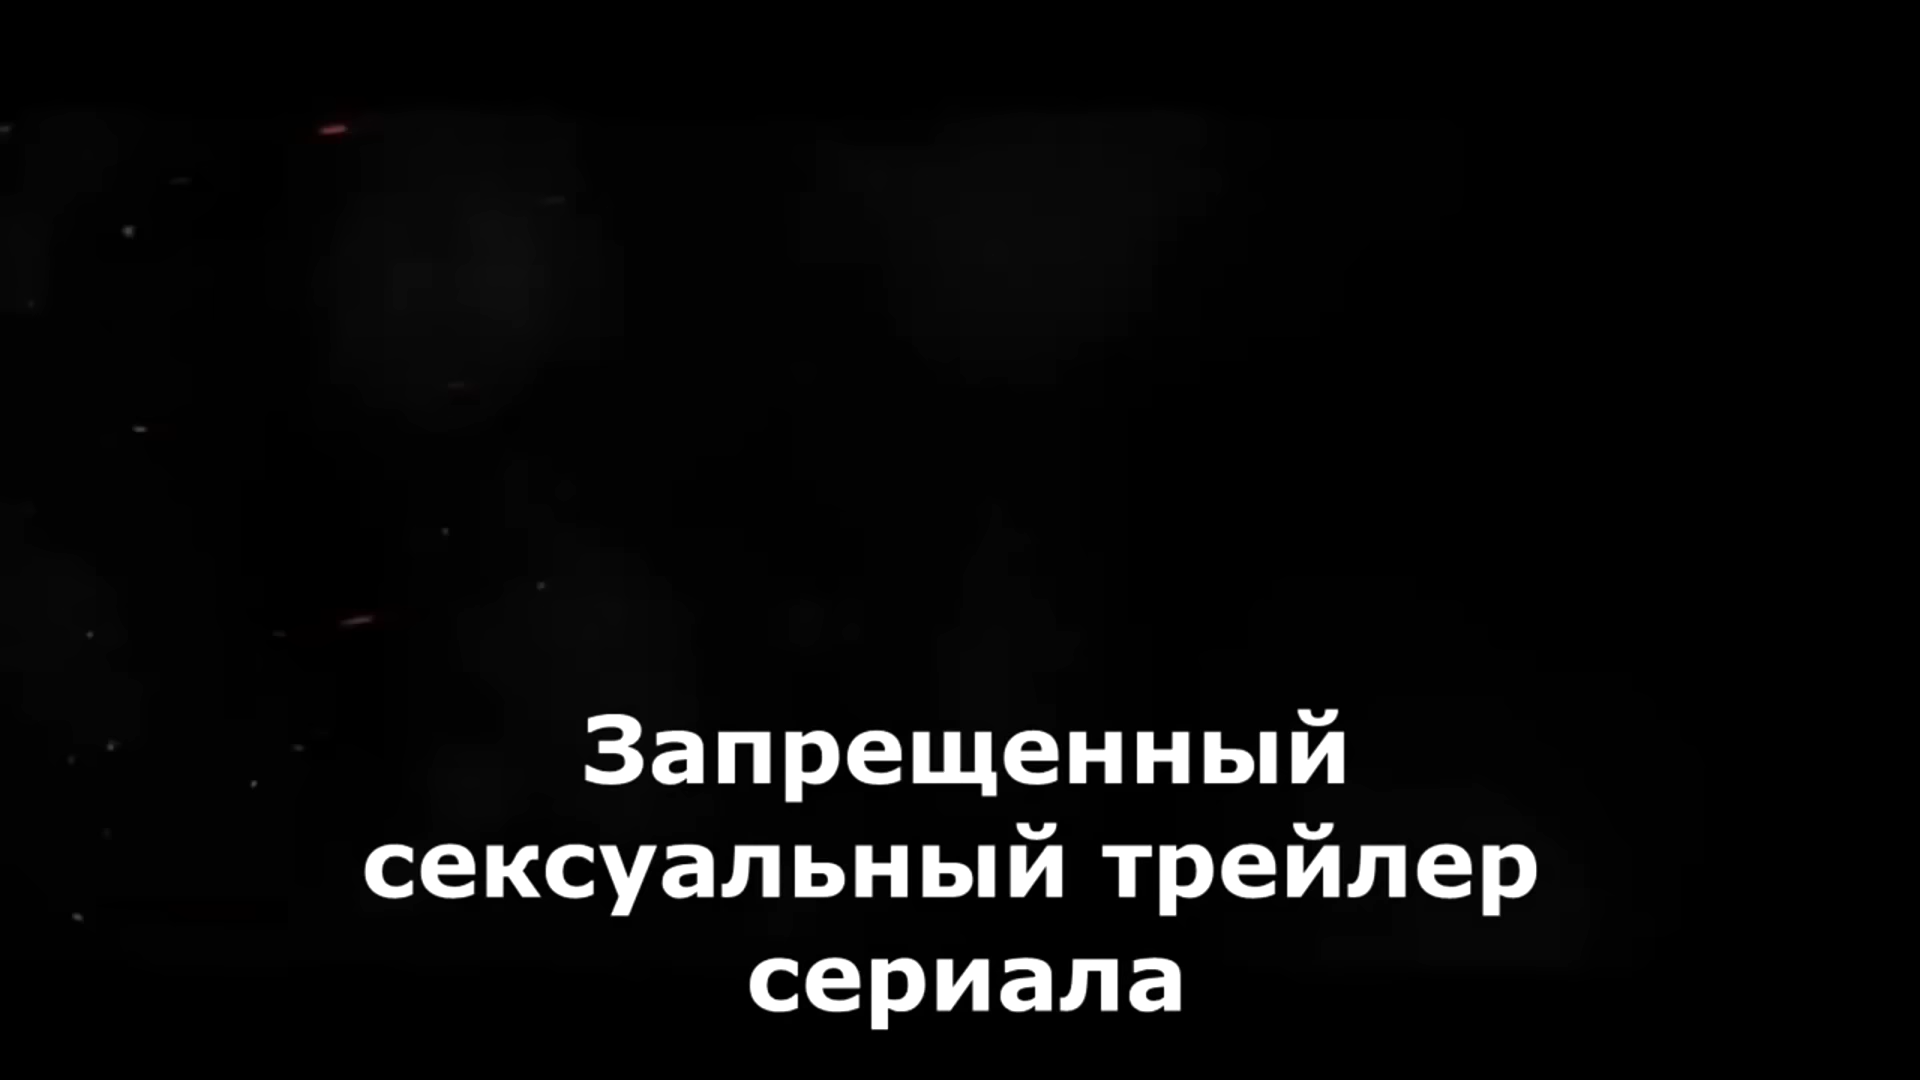 Запрещенный
сексуальный трейлер
сериала